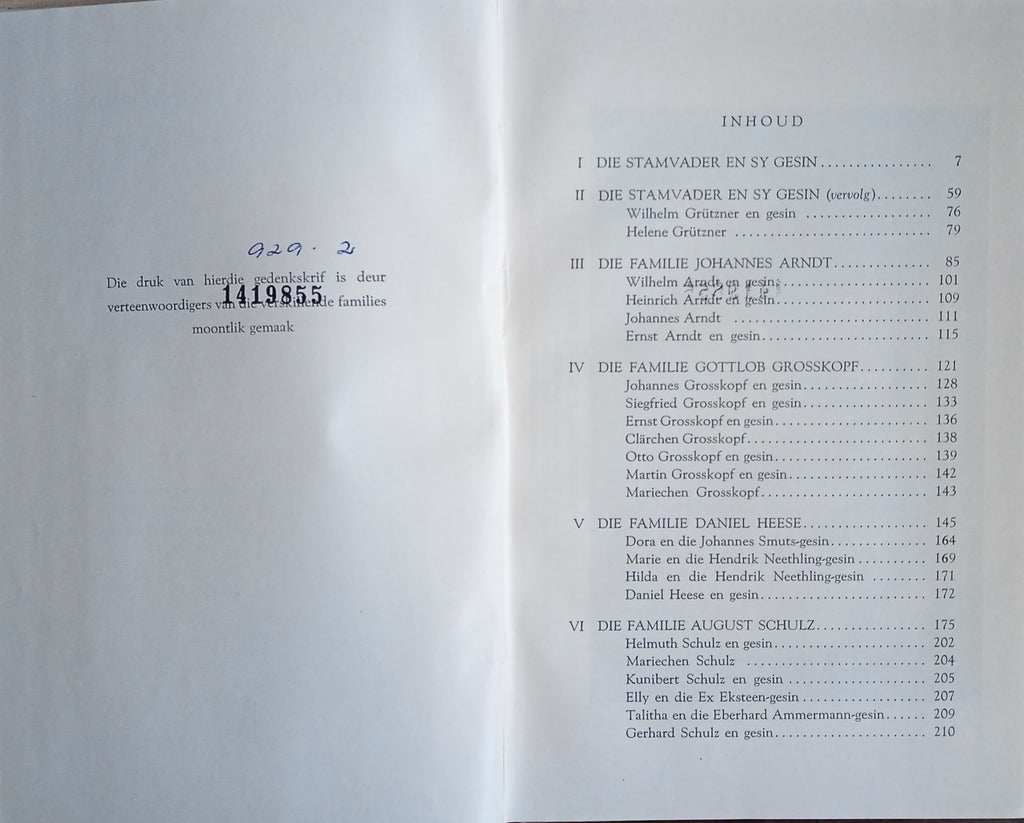 929. 2
Die druk van hierdie gedenkskrif is deur
1419855
verteenwoordigers van die verskillende families
moontlik gemaak
INHOUD
I DIE STAMVADER EN SY GESIN................ 7
II DIE STAMVADER EN SY GESIN (vervolg)........ 59
Wilhelm Grützner en gesin ................... 76
Helene Grützner ............................. 79
III DIE FAMILIE JOHANNES ARNDT.............. 85
Wilhelm Arndt en gesin....................... 101
Heinrich Arndt en gesin...................... 109
Johannes Arndt ............................. 111
Ernst Arndt en gesin......................... 115
IV DIE FAMILIE GOTTLOB GROSSKOPF.......... 121
Johannes Grosskopf en gesin................... 128
Siegfried Grosskopf en gesin................... 133
Ernst Grosskopf en gesin....................... 136
Clärchen Grosskopf........................... 138
Otto Grosskopf en gesin....................... 139
Martin Grosskopf en gesin..................... 142
Mariechen Grosskopf......................... 143
V DIE FAMILIE DANIEL HEESE.................. 145
Dora en die Johannes Smuts-gesin.............. 164
Marie en die Hendrik Neethling-gesin .......... 169
Hilda en die Hendrik Neethling-gesin ........ 171
Daniel Heese en gesin......................... 172
VI DIE FAMILIE AUGUST SCHULZ................ 175
Helmuth Schulz en gesin....................... 202
Mariechen Schulz ........................... 204
Kunibert Schulz en gesin ..................... 205
Elly en die Ex Eksteen-gesin ................... 207
Talitha en die Eberhard Ammermann-gesin...... 209
Gerhard Schulz en gesin....................... 210